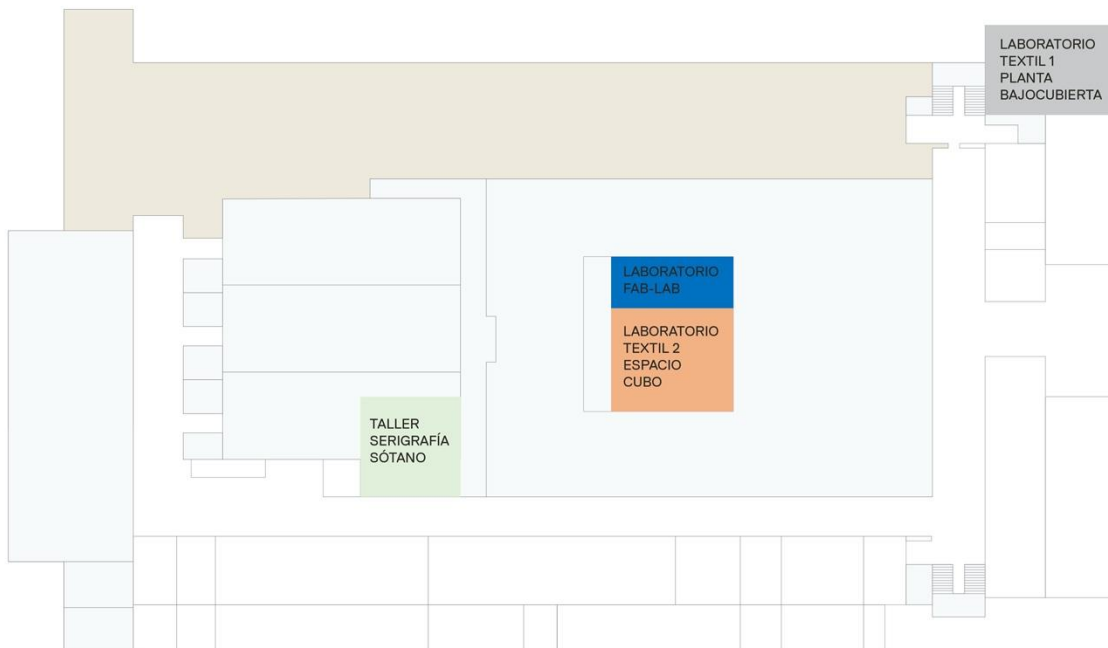 LABORATORIO
TEXTIL 1
PLANTA
BAJOCUBIERTA
LABORATORIO
FAB-LAB
LABORATORIO
TEXTIL 2
ESPACIO
CUBO
TALLER
SERIGRAFÍA
SÓTANO